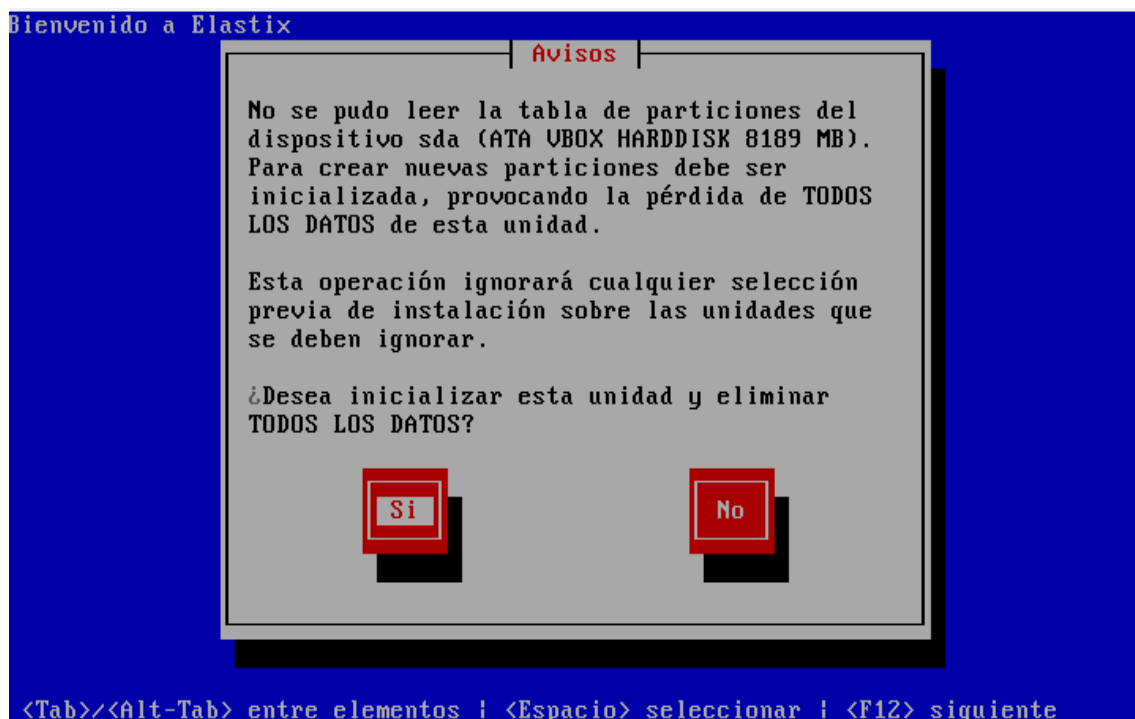 Bienvenido a Elastix
Avisos
No se pudo leer la tabla de particiones del
dispositivo sda (ATA VBOX HARDDISK 8189 MB).
Para crear nuevas particiones debe ser
inicializada, provocando la pérdida de TODOS
LOS DATOS de esta unidad.
Esta operación ignorará cualquier selección
previa de instalación sobre las unidades que
se deben ignorar.
¿Desea inicializar esta unidad y eliminar
TODOS LOS DATOS?
Si No
<Tab>/<Alt-Tab> entre elementos | <Espacio> seleccionar | <F12> siguiente